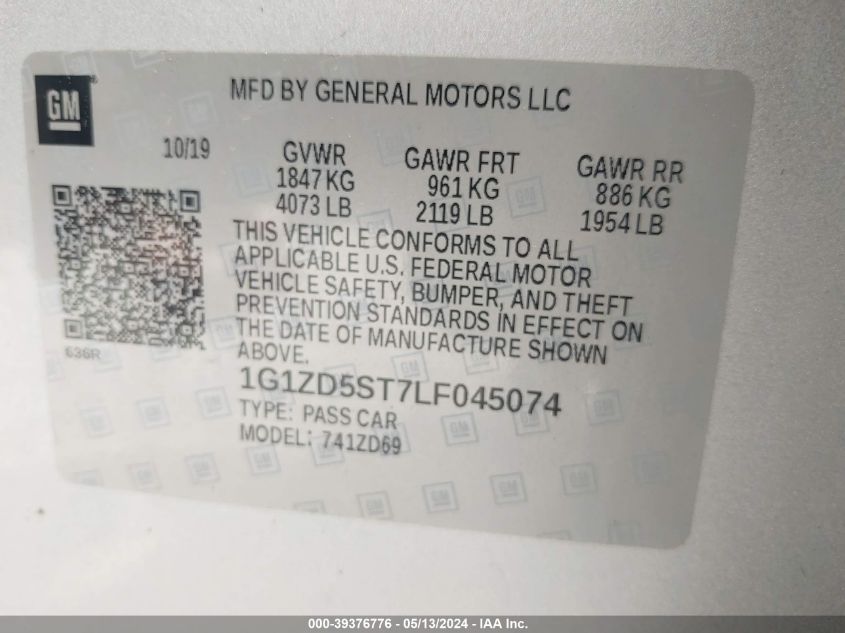 GM
MFD BY GENERAL MOTORS LLC
10/19
GVWR
1847 KG
4073 LB
GAWR FRT
961 KG
2119 LB
GAWR RR
886 KG
1954 LB
THIS VEHICLE CONFORMS TO ALL
APPLICABLE U.S. FEDERAL MOTOR
VEHICLE SAFETY, BUMPER, AND THEFT
PREVENTION STANDARDS IN EFFECT ON
THE DATE OF MANUFACTURE SHOWN
ABOVE.
636R
1G1ZD5ST7LF045074
TYPE: PASS CAR
MODEL: 741ZD69
000-39376776 - 05/13/2024 - IAA Inc.